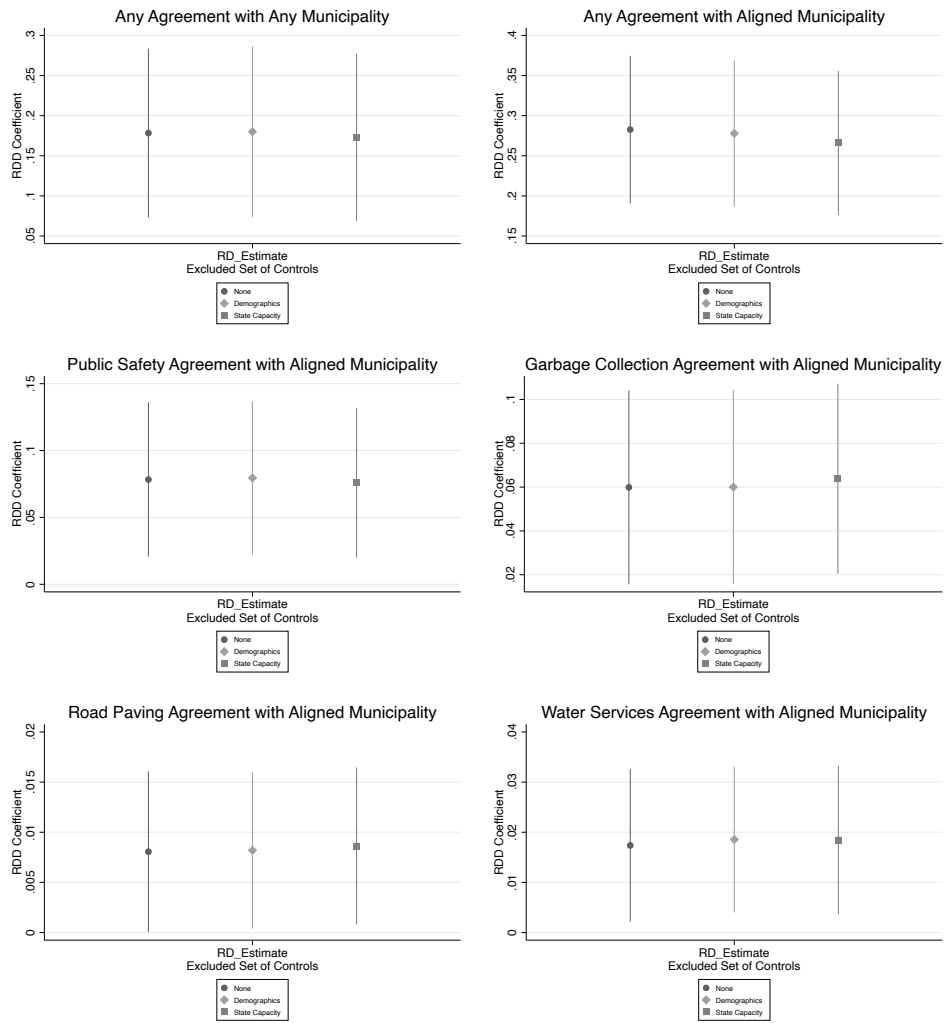 Any Agreement with Any Municipality
RDD Coefficient
.3
.25
.2
.15
.1
.05
RD_Estimate
Excluded Set of Controls
None
Demographics
State Capacity
Any Agreement with Aligned Municipality
RDD Coefficient
.4
.35
.3
.25
.2
.15
RD_Estimate
Excluded Set of Controls
None
Demographics
State Capacity
Public Safety Agreement with Aligned Municipality
RDD Coefficient
.15
.1
.05
0
RD_Estimate
Excluded Set of Controls
None
Demographics
State Capacity
Garbage Collection Agreement with Aligned Municipality
RDD Coefficient
.1
.08
.06
.04
.02
RD_Estimate
Excluded Set of Controls
None
Demographics
State Capacity
Road Paving Agreement with Aligned Municipality
RDD Coefficient
.02
.015
.01
.005
0
RD_Estimate
Excluded Set of Controls
None
Demographics
State Capacity
Water Services Agreement with Aligned Municipality
RDD Coefficient
.04
.03
.02
.01
0
RD_Estimate
Excluded Set of Controls
None
Demographics
State Capacity